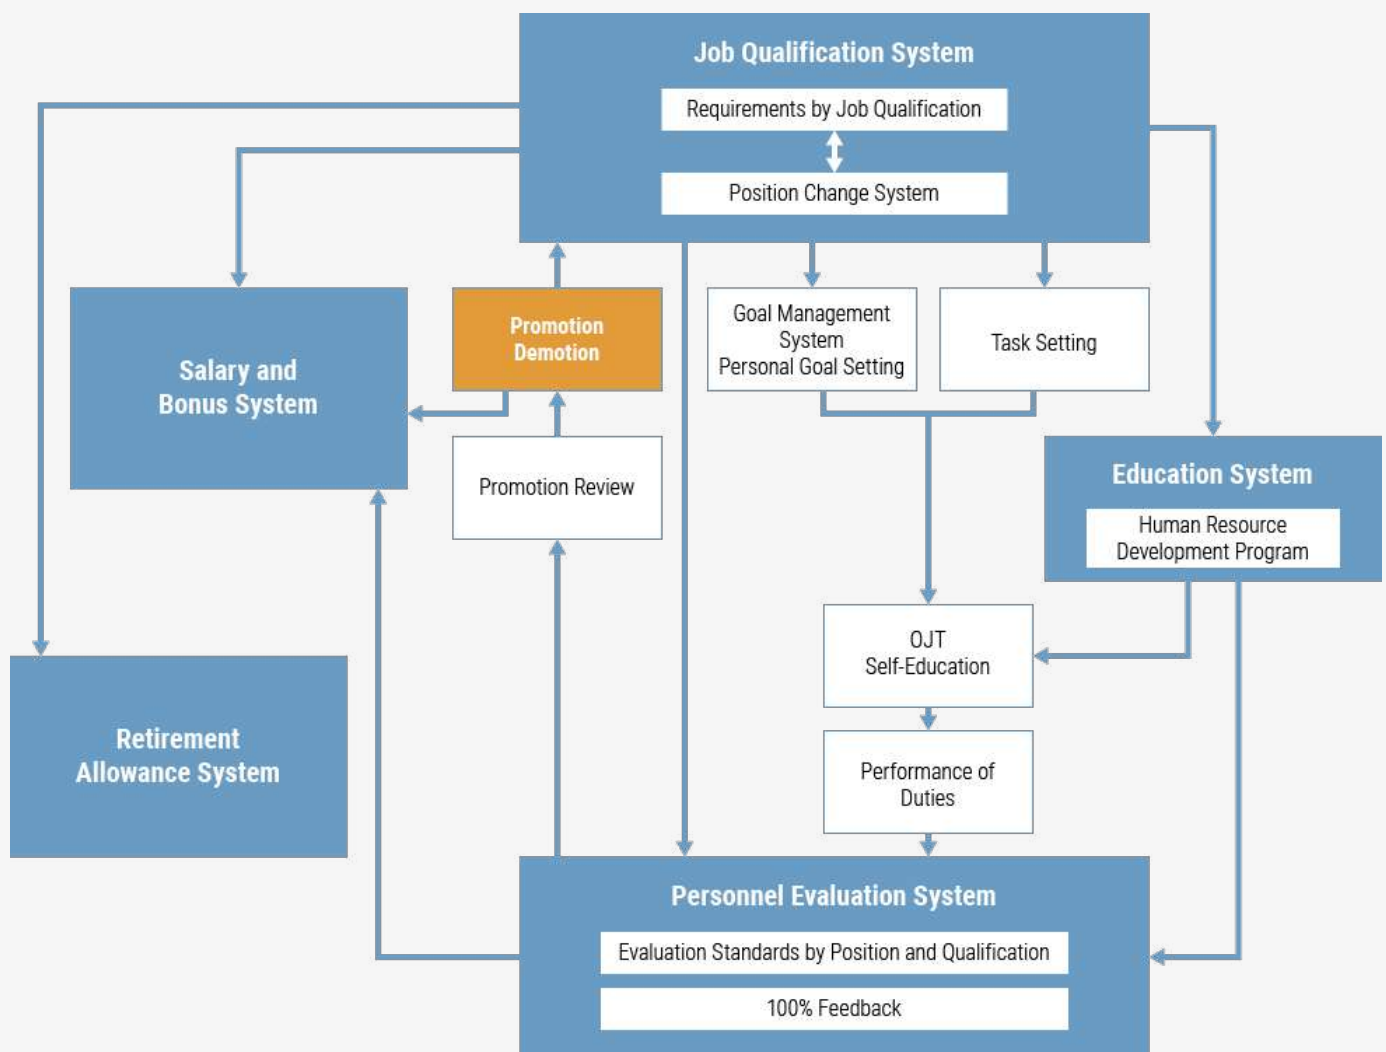 Job Qualification System
Requirements by Job Qualification
Position Change System
Salary and
Bonus System
Promotion
Demotion
Goal Management
System
Personal Goal Setting
Task Setting
Promotion Review
Education System
Human Resource
Development Program
OJT
Self-Education
Retirement
Allowance System
Performance of
Duties
Personnel Evaluation System
Evaluation Standards by Position and Qualification
100% Feedback